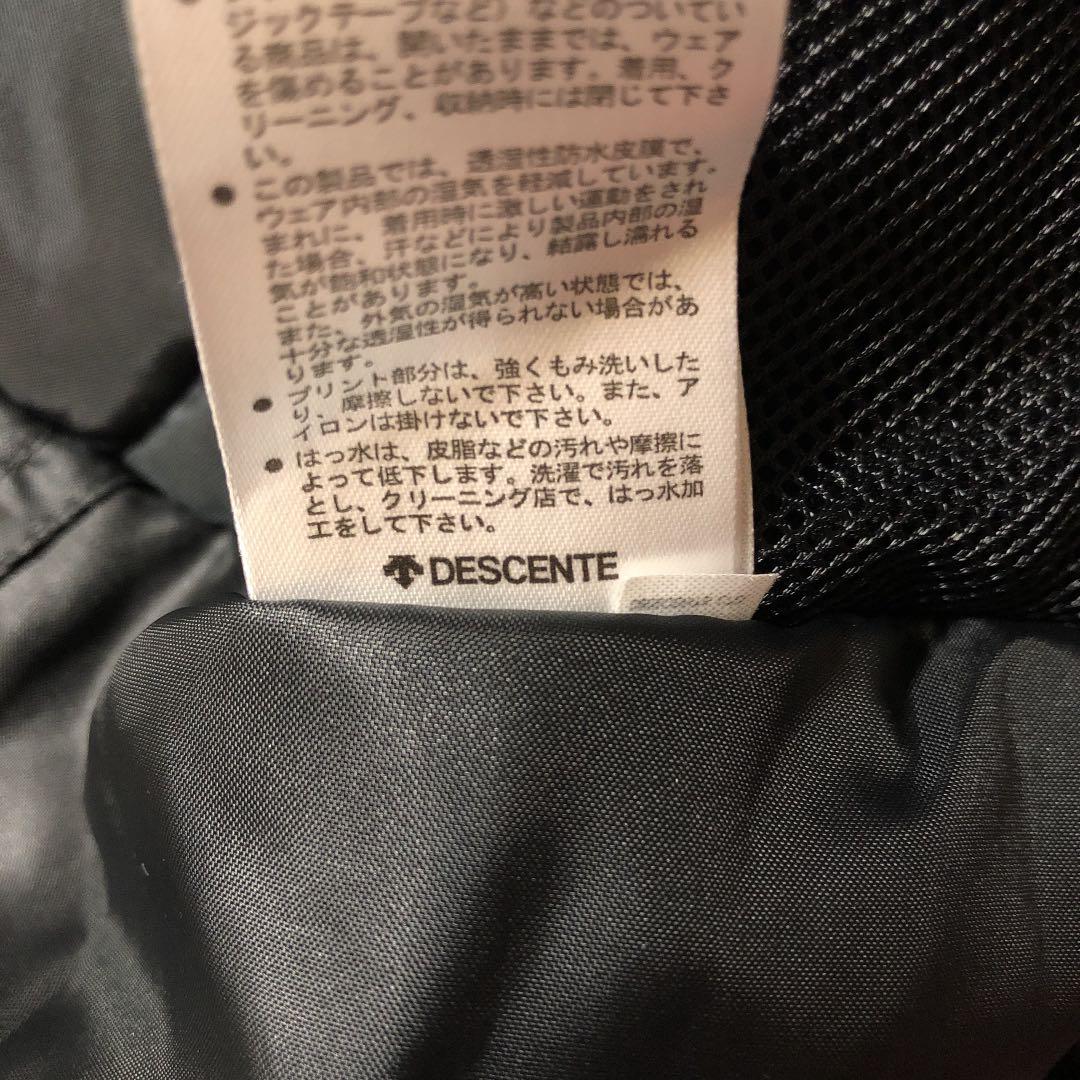 ジックテープなど）などのついてい
る商品は、開いたままでは、ウェア
を傷めることがあります。着用、ク
リーニング、収納時には閉じて下さ
い。
● この製品では、透湿性防水皮膜で、
ウェア内部の湿気を軽減しています。
まれに、着用時に激しい運動をされ
た場合、汗などにより製品内部の湿
気が飽和状態になり、結露し濡れる
ことがあります。
また、外気の湿気が高い状態では、
十分な透湿性が得られない場合があ
ります。
● プリント部分は、強くもみ洗いした
り、摩擦しないで下さい。また、ア
イロンは掛けないで下さい。
● はっ水は、皮脂などの汚れや摩擦に
よって低下します。洗濯で汚れを落
とし、クリーニング店で、はっ水加
工をして下さい。
DESCENTE